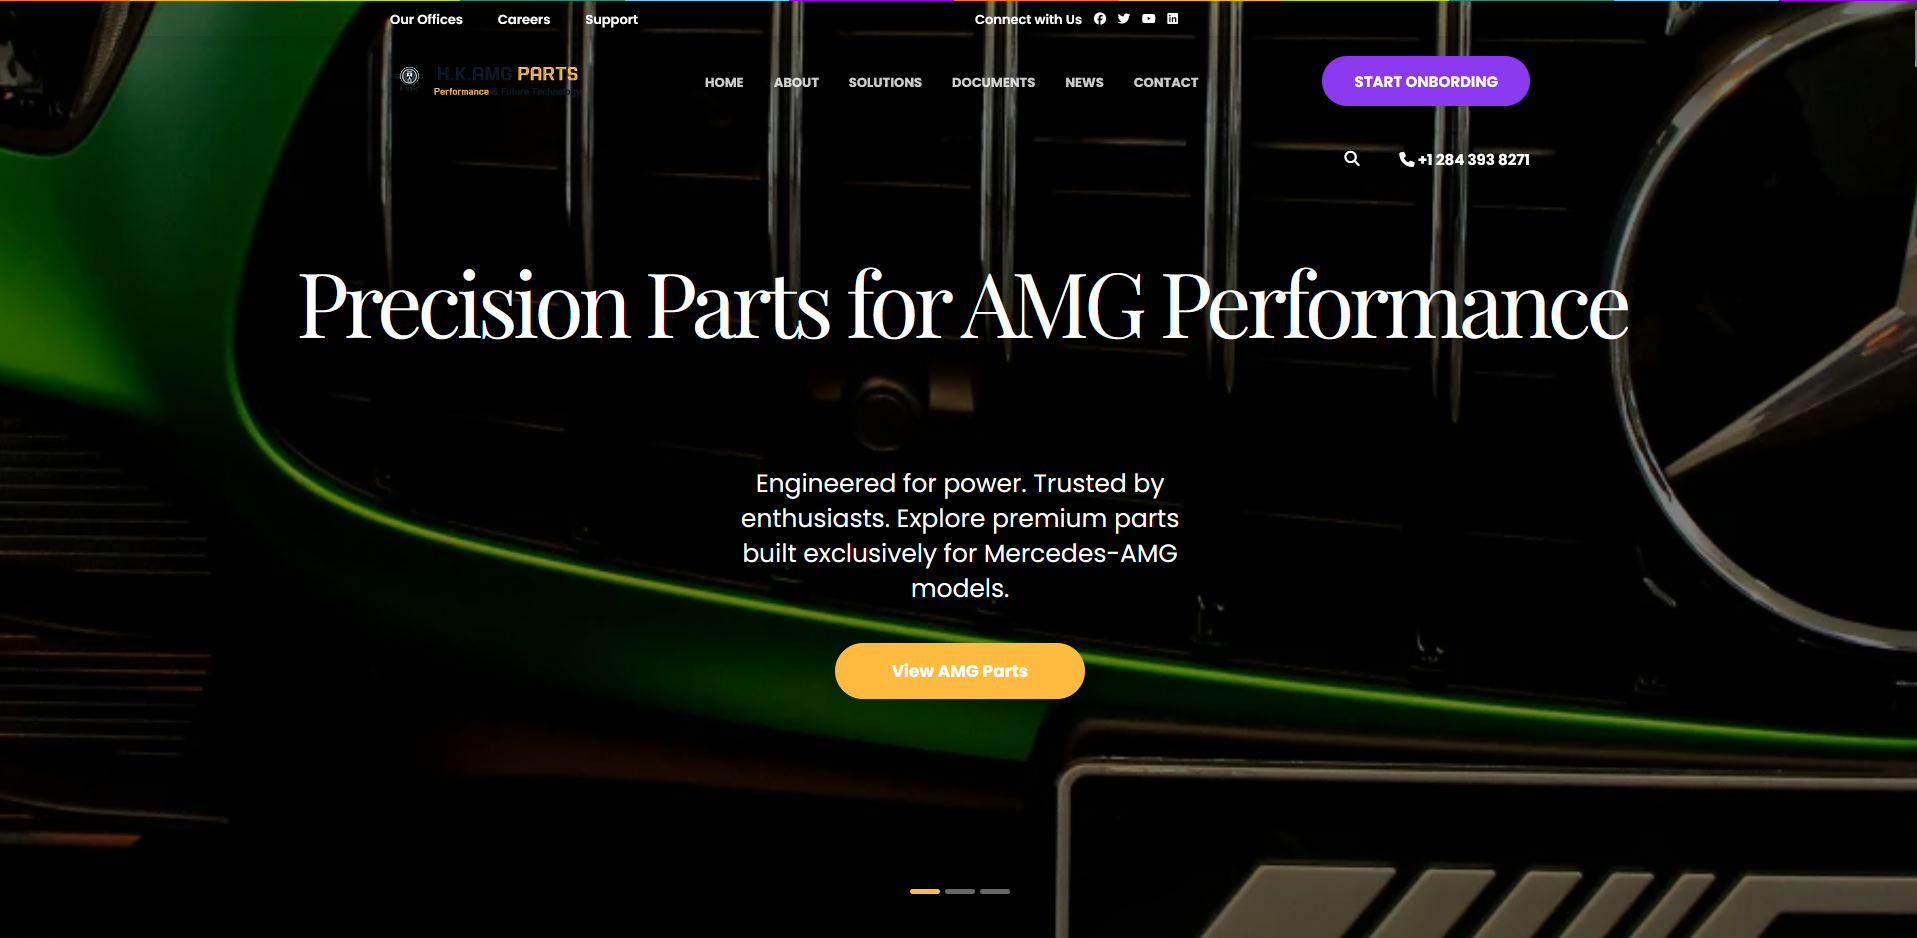 Our Offices Careers Support Connect with Us
H.K.AMG PARTS
Performance & Future Technology
HOME ABOUT SOLUTIONS DOCUMENTS NEWS CONTACT
START ONBORDING
+1 284 393 8271
Precision Parts for AMG Performance
Engineered for power. Trusted by
enthusiasts. Explore premium parts
built exclusively for Mercedes-AMG
models.
View AMG Parts